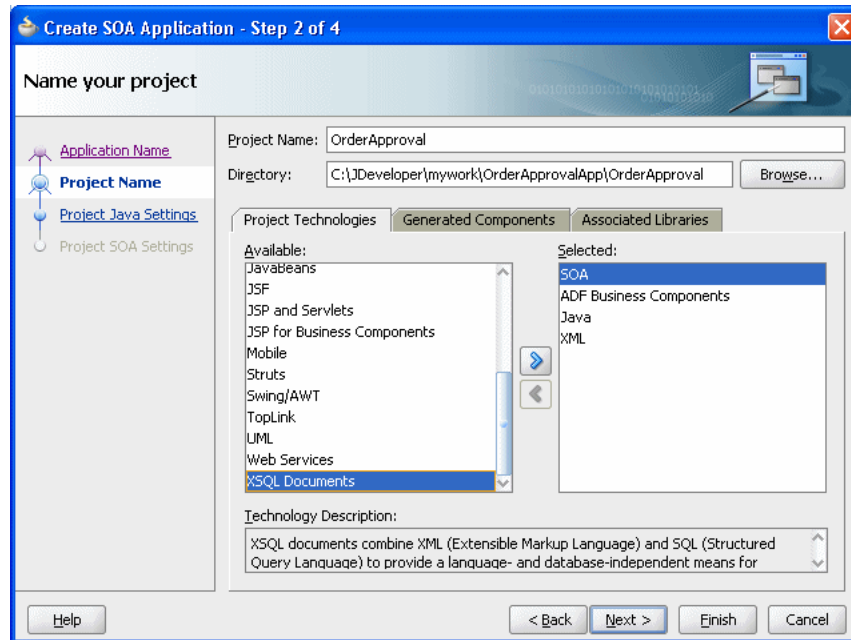 Create SOA Application - Step 2 of 4
Name your project
Application Name
Project Name
Project Java Settings
Project SOA Settings
Project Name: OrderApproval
Directory: C:\JDeveloper\mywork\OrderApprovalApp\OrderApproval Browse...
Project Technologies Generated Components Associated Libraries
Available:
JavaBeans
JSF
JSP and Servlets
JSP for Business Components
Mobile
Struts
Swing/AWT
TopLink
UML
Web Services
XSQL Documents
Selected:
SOA
ADF Business Components
Java
XML
Technology Description:
XSQL documents combine XML (Extensible Markup Language) and SQL (Structured
Query Language) to provide a language- and database-independent means for
Help < Back Next > Finish Cancel